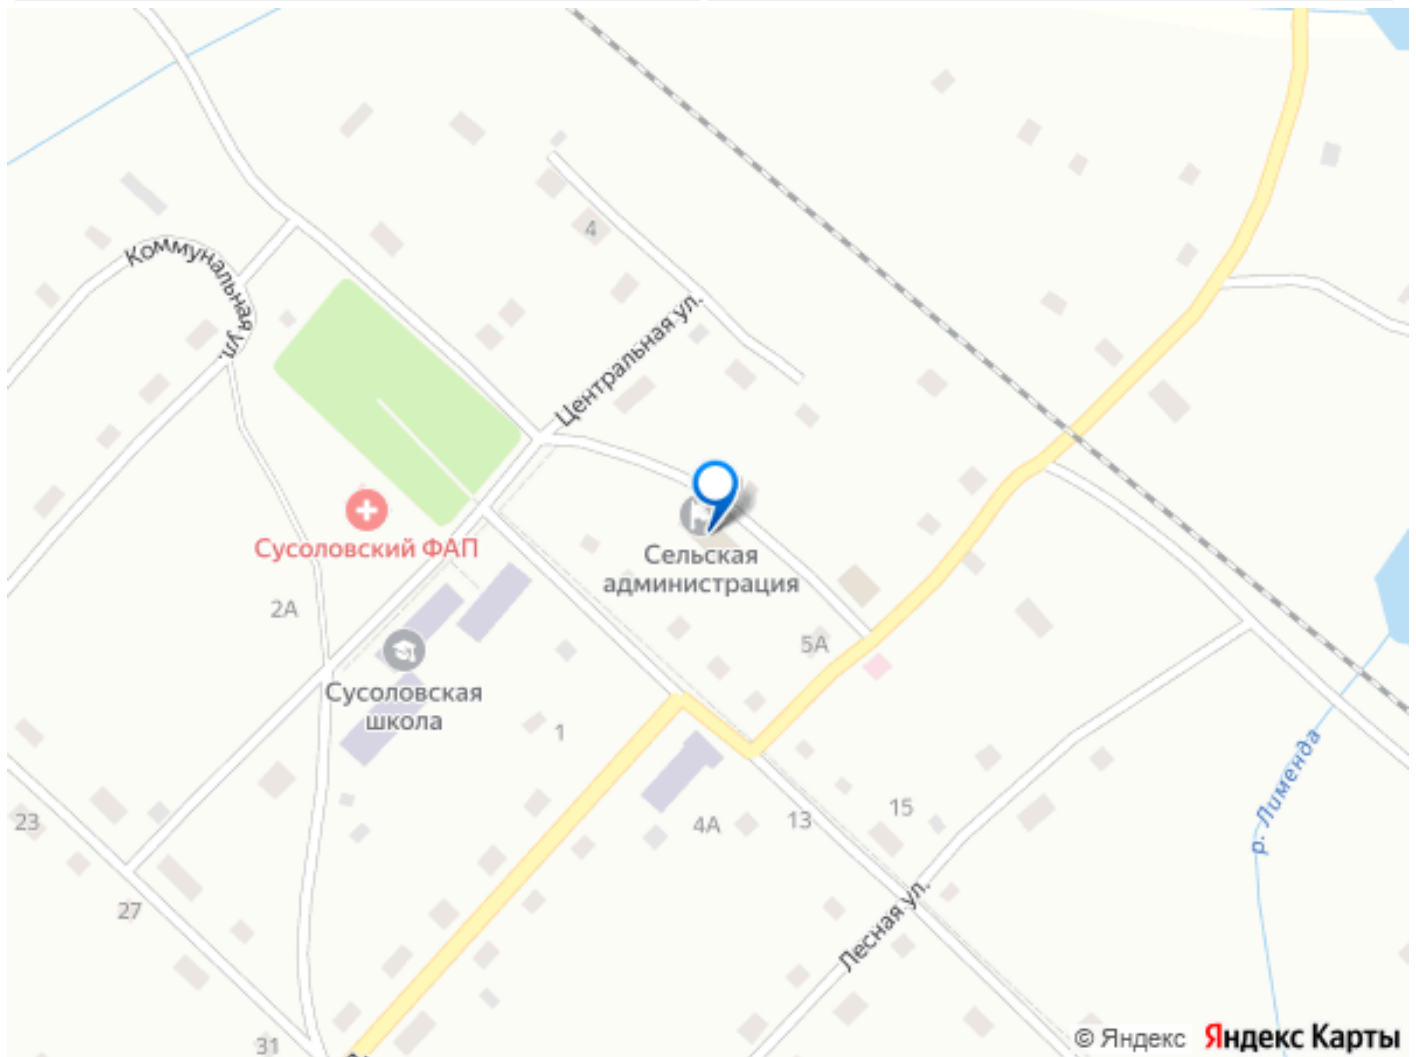 Коммунальная ул.
4
Центральная ул.
Сусоловский ФАП
Сельская
администрация
2А
5А
Сусоловская
школа
1
р. Лименда
23
4А
13
15
27
Лесная ул.
31
© Яндекс Яндекс Карты